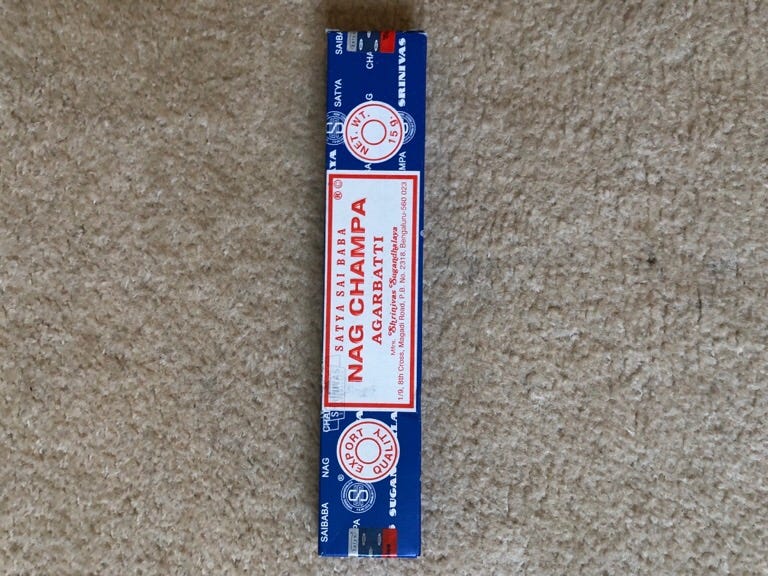 SATYA SAI BABA
® ©
NAG CHAMPA
AGARBATTI
Mfrs. Shrinivas Sugandhalaya
1/9, 8th Cross, Magadi Road, P.B. No. 2318, Bengaluru-560 023
NET. WT. 15 g.
EXPORT QUALITY
SATYA
SRINIVAS
NAG
SAIBABA
®